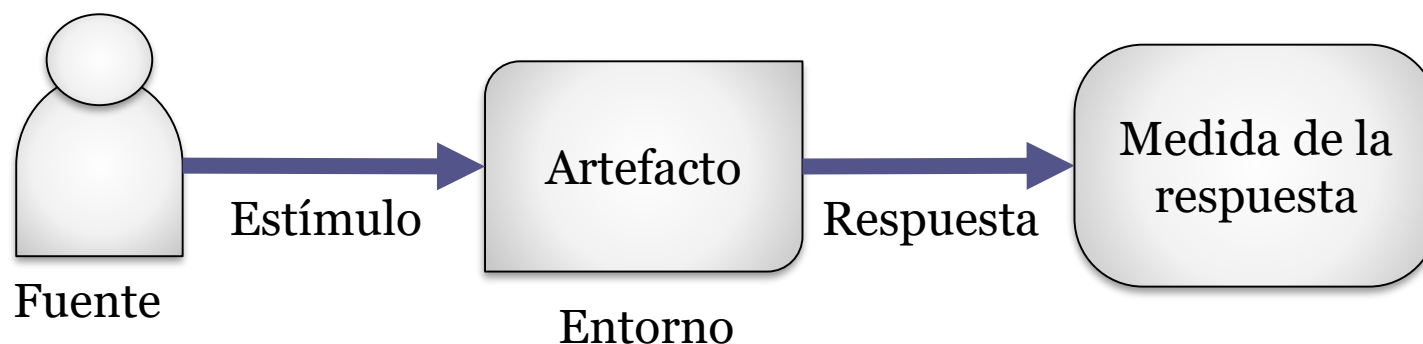 Fuente
Estímulo
Artefacto
Entorno
Respuesta
Medida de la
respuesta